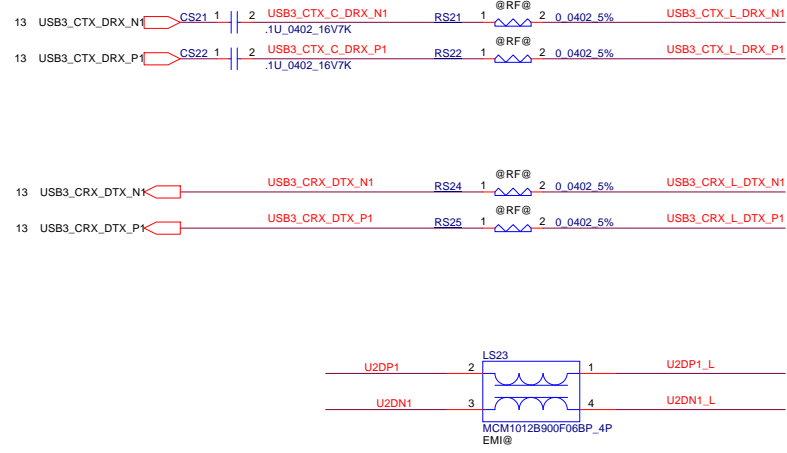 @RF@
13 USB3_CTX_DRX_N1 CS21 1 2 USB3_CTX_C_DRX_N1 RS21 1 2 0_0402_5% USB3_CTX_L_DRX_N1
.1U_0402_16V7K
@RF@
13 USB3_CTX_DRX_P1 CS22 1 2 USB3_CTX_C_DRX_P1 RS22 1 2 0_0402_5% USB3_CTX_L_DRX_P1
.1U_0402_16V7K
@RF@
13 USB3_CRX_DTX_N1 USB3_CRX_DTX_N1 RS24 1 2 0_0402_5% USB3_CRX_L_DTX_N1
@RF@
13 USB3_CRX_DTX_P1 USB3_CRX_DTX_P1 RS25 1 2 0_0402_5% USB3_CRX_L_DTX_P1
LS23
U2DP1 2 1 U2DP1_L
U2DN1 3 4 U2DN1_L
MCM1012B900F06BP_4P
EMI@